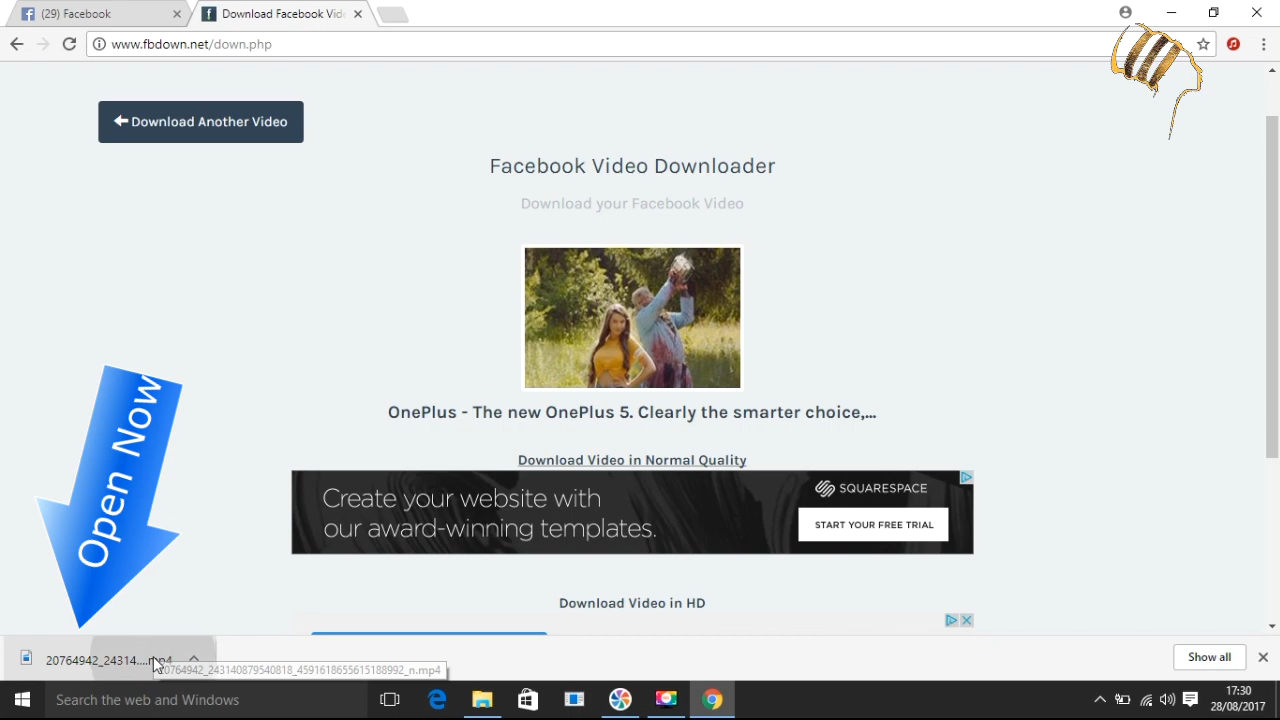 (29) Facebook
Download Facebook Vid
www.fbdown.net/down.php
Download Another Video
Facebook Video Downloader
Download your Facebook Video
OnePlus - The new OnePlus 5. Clearly the smarter choice,...
Download Video in Normal Quality
Create your website with
our award-winning templates.
SQUARESPACE
START YOUR FREE TRIAL
Download Video in HD
Open Now
20764942_24314....mp4
20764942_243140879540818_4591618655615188992_n.mp4
Show all
Search the web and Windows
17:30
28/08/2017